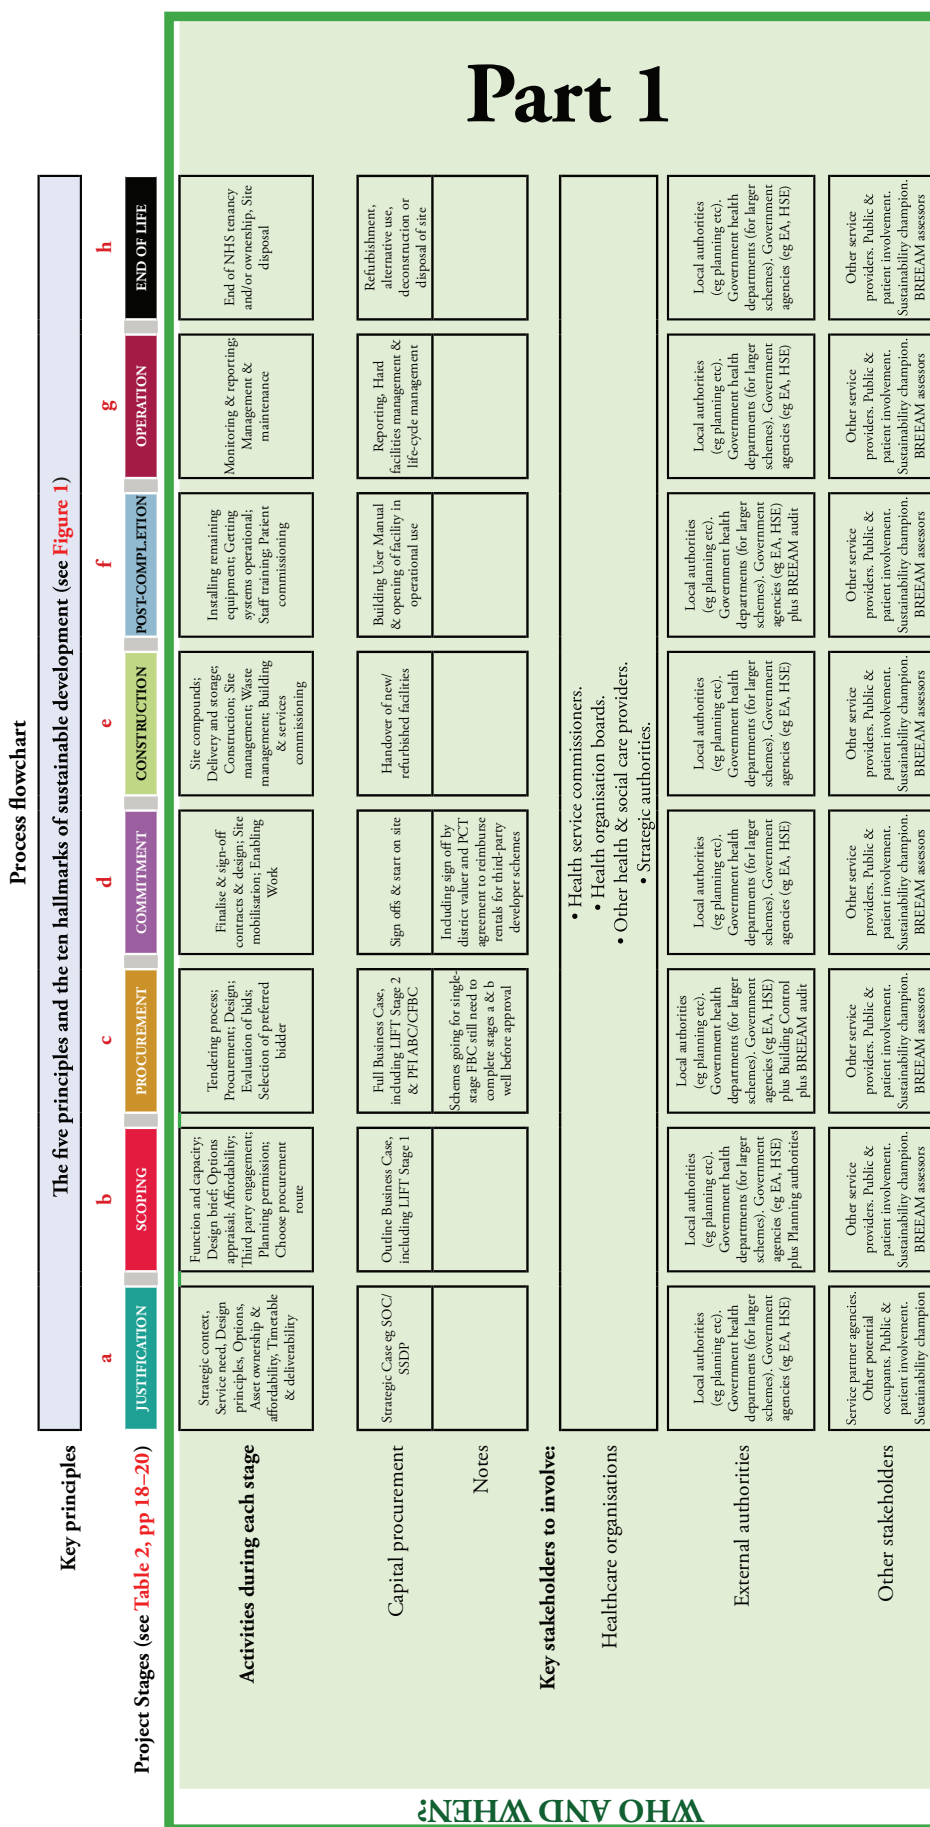 Process flowchart
Key principles
The five principles and the ten hallmarks of sustainable development (see Figure 1)
a
b
c
d
e
f
g
h
Project Stages (see Table 2, pp 18–20)
JUSTIFICATION
SCOPING
PROCUREMENT
COMMITMENT
CONSTRUCTION
POST-COMPLETION
OPERATION
END OF LIFE
Part 1
WHO AND WHEN?
Activities during each stage
Strategic context,
Service need, Design
principles, Options,
Asset ownership &
affordability, Timetable
& deliverability
Function and capacity;
Design brief; Options
appraisal; Affordability;
Third party engagement;
Planning permission;
Choose procurement
route
Tendering process;
Procurement; Design;
Evaluation of bids;
Selection of preferred
bidder
Finalise & sign-off
contracts & design; Site
mobilisation; Enabling
Work
Site compounds;
Delivery and storage;
Construction; Site
management; Waste
management; Building
& services
commissioning
Installing remaining
equipment; Getting
systems operational;
Staff training; Patient
commissioning
Monitoring & reporting;
Management &
maintenance
End of NHS tenancy
and/or ownership, Site
disposal
Capital procurement
Strategic Case eg SOC/
SSDP
Outline Business Case,
including LIFT Stage 1
Full Business Case,
including LIFT Stage 2
& PFI ABC/CFBC
Sign offs & start on site
Handover of new/
refurbished facilities
Building User Manual
& opening of facility in
operational use
Reporting, Hard
facilities management &
life-cycle management
Refurbishment,
alternative use,
deconstruction or
disposal of site
Notes
Schemes going for single-
stage FBC still need to
complete stages a & b
well before approval
Including sign off by
district valuer and PCT
agreement to reimburse
rentals for third-party
developer schemes
Key stakeholders to involve:
Healthcare organisations
• Health service commissioners.
• Health organisation boards.
• Other health & social care providers.
• Strategic authorities.
External authorities
Local authorities
(eg planning etc).
Government health
departments (for larger
schemes). Government
agencies (eg EA, HSE)
Local authorities
(eg planning etc).
Government health
departments (for larger
schemes). Government
agencies (eg EA, HSE)
plus Planning authorities
Local authorities
(eg planning etc).
Government health
departments (for larger
schemes). Government
agencies (eg EA, HSE)
plus Building Control
plus BREEAM audit
Local authorities
(eg planning etc).
Government health
departments (for larger
schemes). Government
agencies (eg EA, HSE)
Local authorities
(eg planning etc).
Government health
departments (for larger
schemes). Government
agencies (eg EA, HSE)
Local authorities
(eg planning etc).
Government health
departments (for larger
schemes). Government
agencies (eg EA, HSE)
plus BREEAM audit
Local authorities
(eg planning etc).
Government health
departments (for larger
schemes). Government
agencies (eg EA, HSE)
Local authorities
(eg planning etc).
Government health
departments (for larger
schemes). Government
agencies (eg EA, HSE)
Other stakeholders
Service partner agencies.
Other potential
occupants. Public &
patient involvement.
Sustainability champion
Other service
providers. Public &
patient involvement.
Sustainability champion.
BREEAM assessors
Other service
providers. Public &
patient involvement.
Sustainability champion.
BREEAM assessors
Other service
providers. Public &
patient involvement.
Sustainability champion.
BREEAM assessors
Other service
providers. Public &
patient involvement.
Sustainability champion.
BREEAM assessors
Other service
providers. Public &
patient involvement.
Sustainability champion.
BREEAM assessors
Other service
providers. Public &
patient involvement.
Sustainability champion.
BREEAM assessors
Other service
providers. Public &
patient involvement.
Sustainability champion.
BREEAM assessors